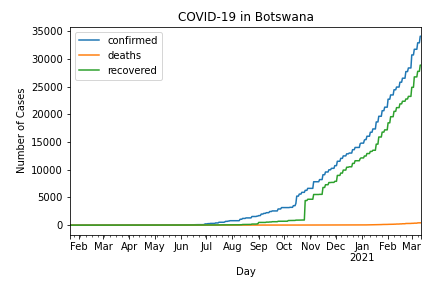 COVID-19 in Botswana
confirmed
deaths
recovered
Number of Cases
35000
30000
25000
20000
15000
10000
5000
0
Feb Mar Apr May Jun Jul Aug Sep Oct Nov Dec Jan Feb Mar
2021
Day